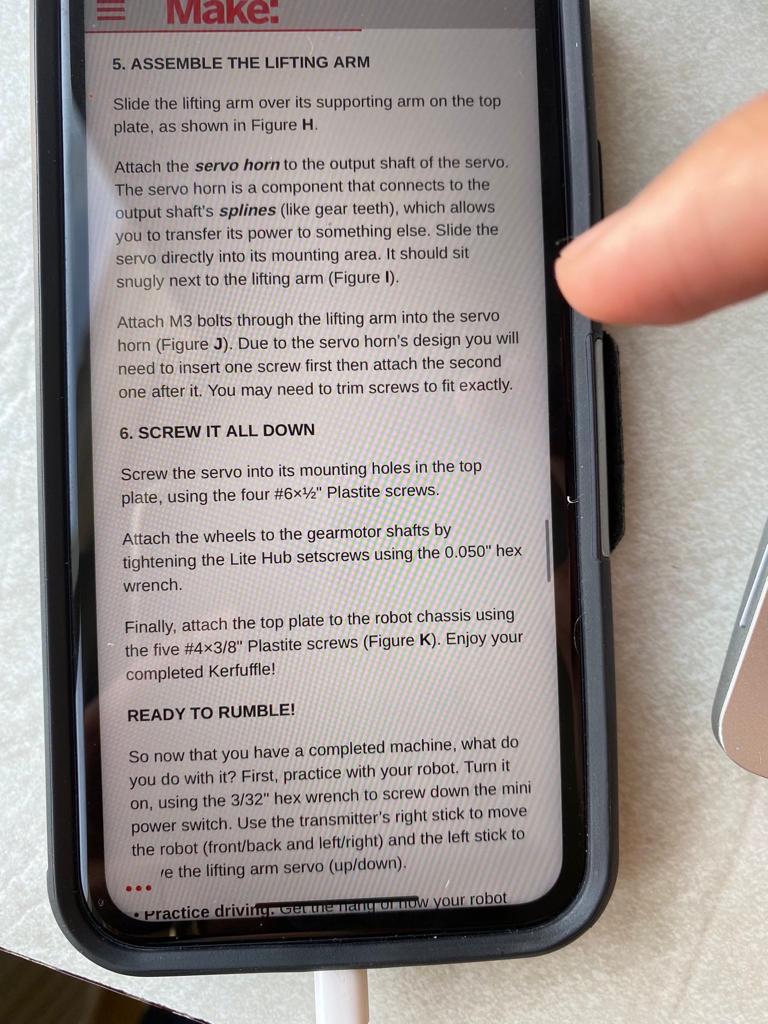 Make:
5. ASSEMBLE THE LIFTING ARM
Slide the lifting arm over its supporting arm on the top
plate, as shown in Figure H.
Attach the servo horn to the output shaft of the servo.
The servo horn is a component that connects to the
output shaft's splines (like gear teeth), which allows
you to transfer its power to something else. Slide the
servo directly into its mounting area. It should sit
snugly next to the lifting arm (Figure I).
Attach M3 bolts through the lifting arm into the servo
horn (Figure J). Due to the servo horn's design you will
need to insert one screw first then attach the second
one after it. You may need to trim screws to fit exactly.
6. SCREW IT ALL DOWN
Screw the servo into its mounting holes in the top
plate, using the four #6×½" Plastite screws.
Attach the wheels to the gearmotor shafts by
tightening the Lite Hub setscrews using the 0.050" hex
wrench.
Finally, attach the top plate to the robot chassis using
the five #4×3/8" Plastite screws (Figure K). Enjoy your
completed Kerfuffle!
READY TO RUMBLE!
So now that you have a completed machine, what do
you do with it? First, practice with your robot. Turn it
on, using the 3/32" hex wrench to screw down the mini
power switch. Use the transmitter's right stick to move
the robot (front/back and left/right) and the left stick to
ve the lifting arm servo (up/down).
• Practice driving. Get the hang of how your robot